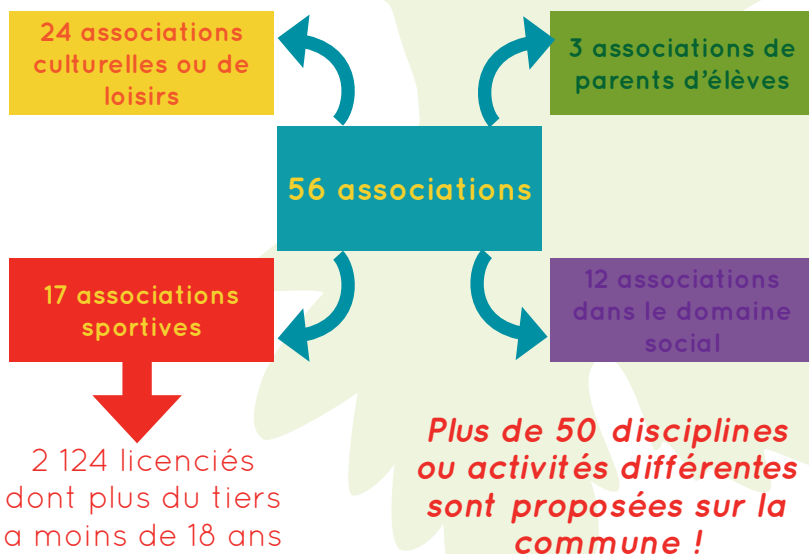 24 associations
culturelles ou de
loisirs
3 associations de
parents d'élèves
56 associations
17 associations
sportives
12 associations
dans le domaine
social
2 124 licenciés
dont plus du tiers
a moins de 18 ans
Plus de 50 disciplines
ou activités différentes
sont proposées sur la
commune !